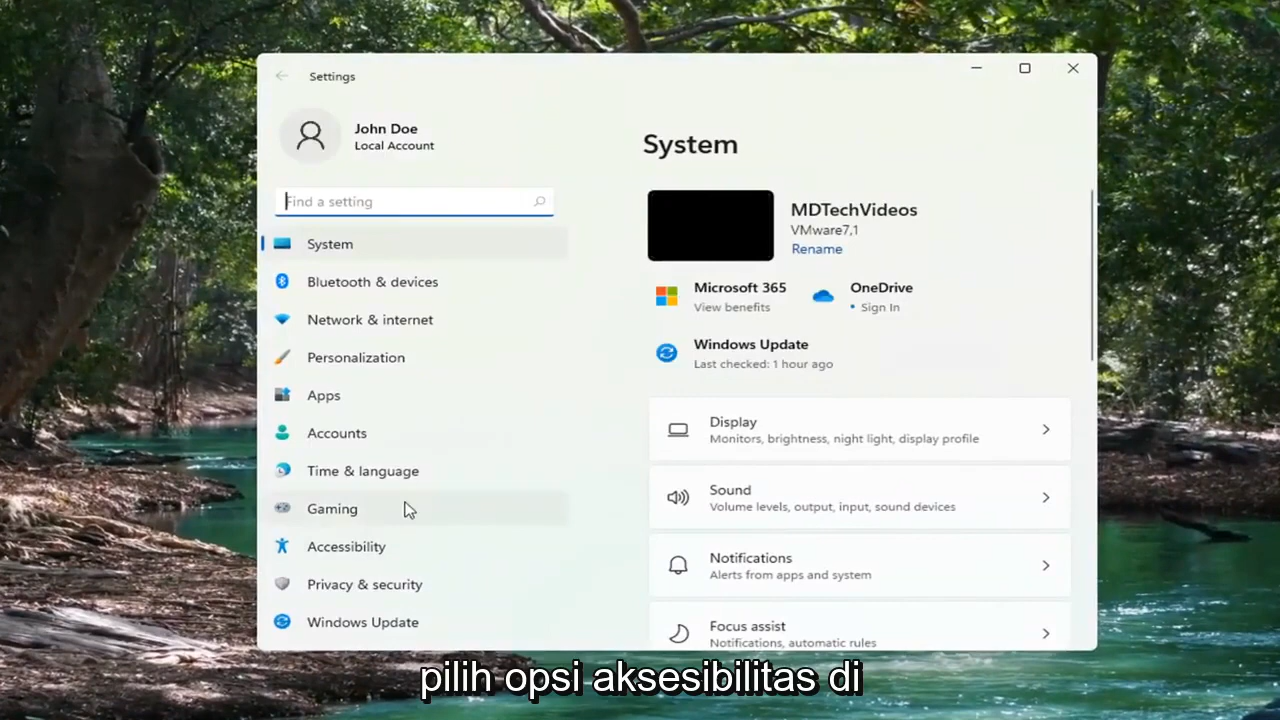 Settings
John Doe
Local Account
Find a setting
System
Bluetooth & devices
Network & internet
Personalization
Apps
Accounts
Time & language
Gaming
Accessibility
Privacy & security
Windows Update
System
MDTechVideos
VMware7,1
Rename
Microsoft 365
View benefits
OneDrive
• Sign In
Windows Update
Last checked: 1 hour ago
Display
Monitors, brightness, night light, display profile
Sound
Volume levels, output, input, sound devices
Notifications
Alerts from apps and system
Focus assist
Notifications, automatic rules
pilih opsi aksesibilitas di